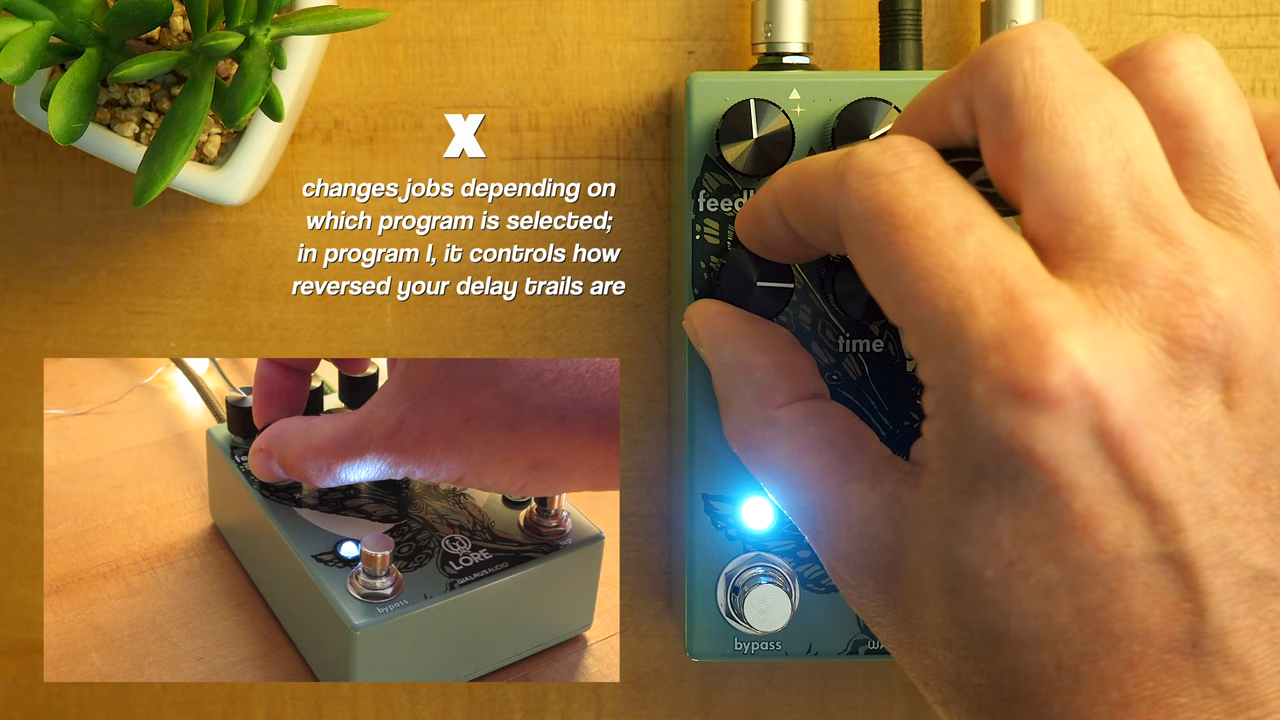 X
changes jobs depending on
which program is selected;
in program I, it controls how
reversed your delay trails are
time
bypass
LORE
WALRUS AUDIO
bypass